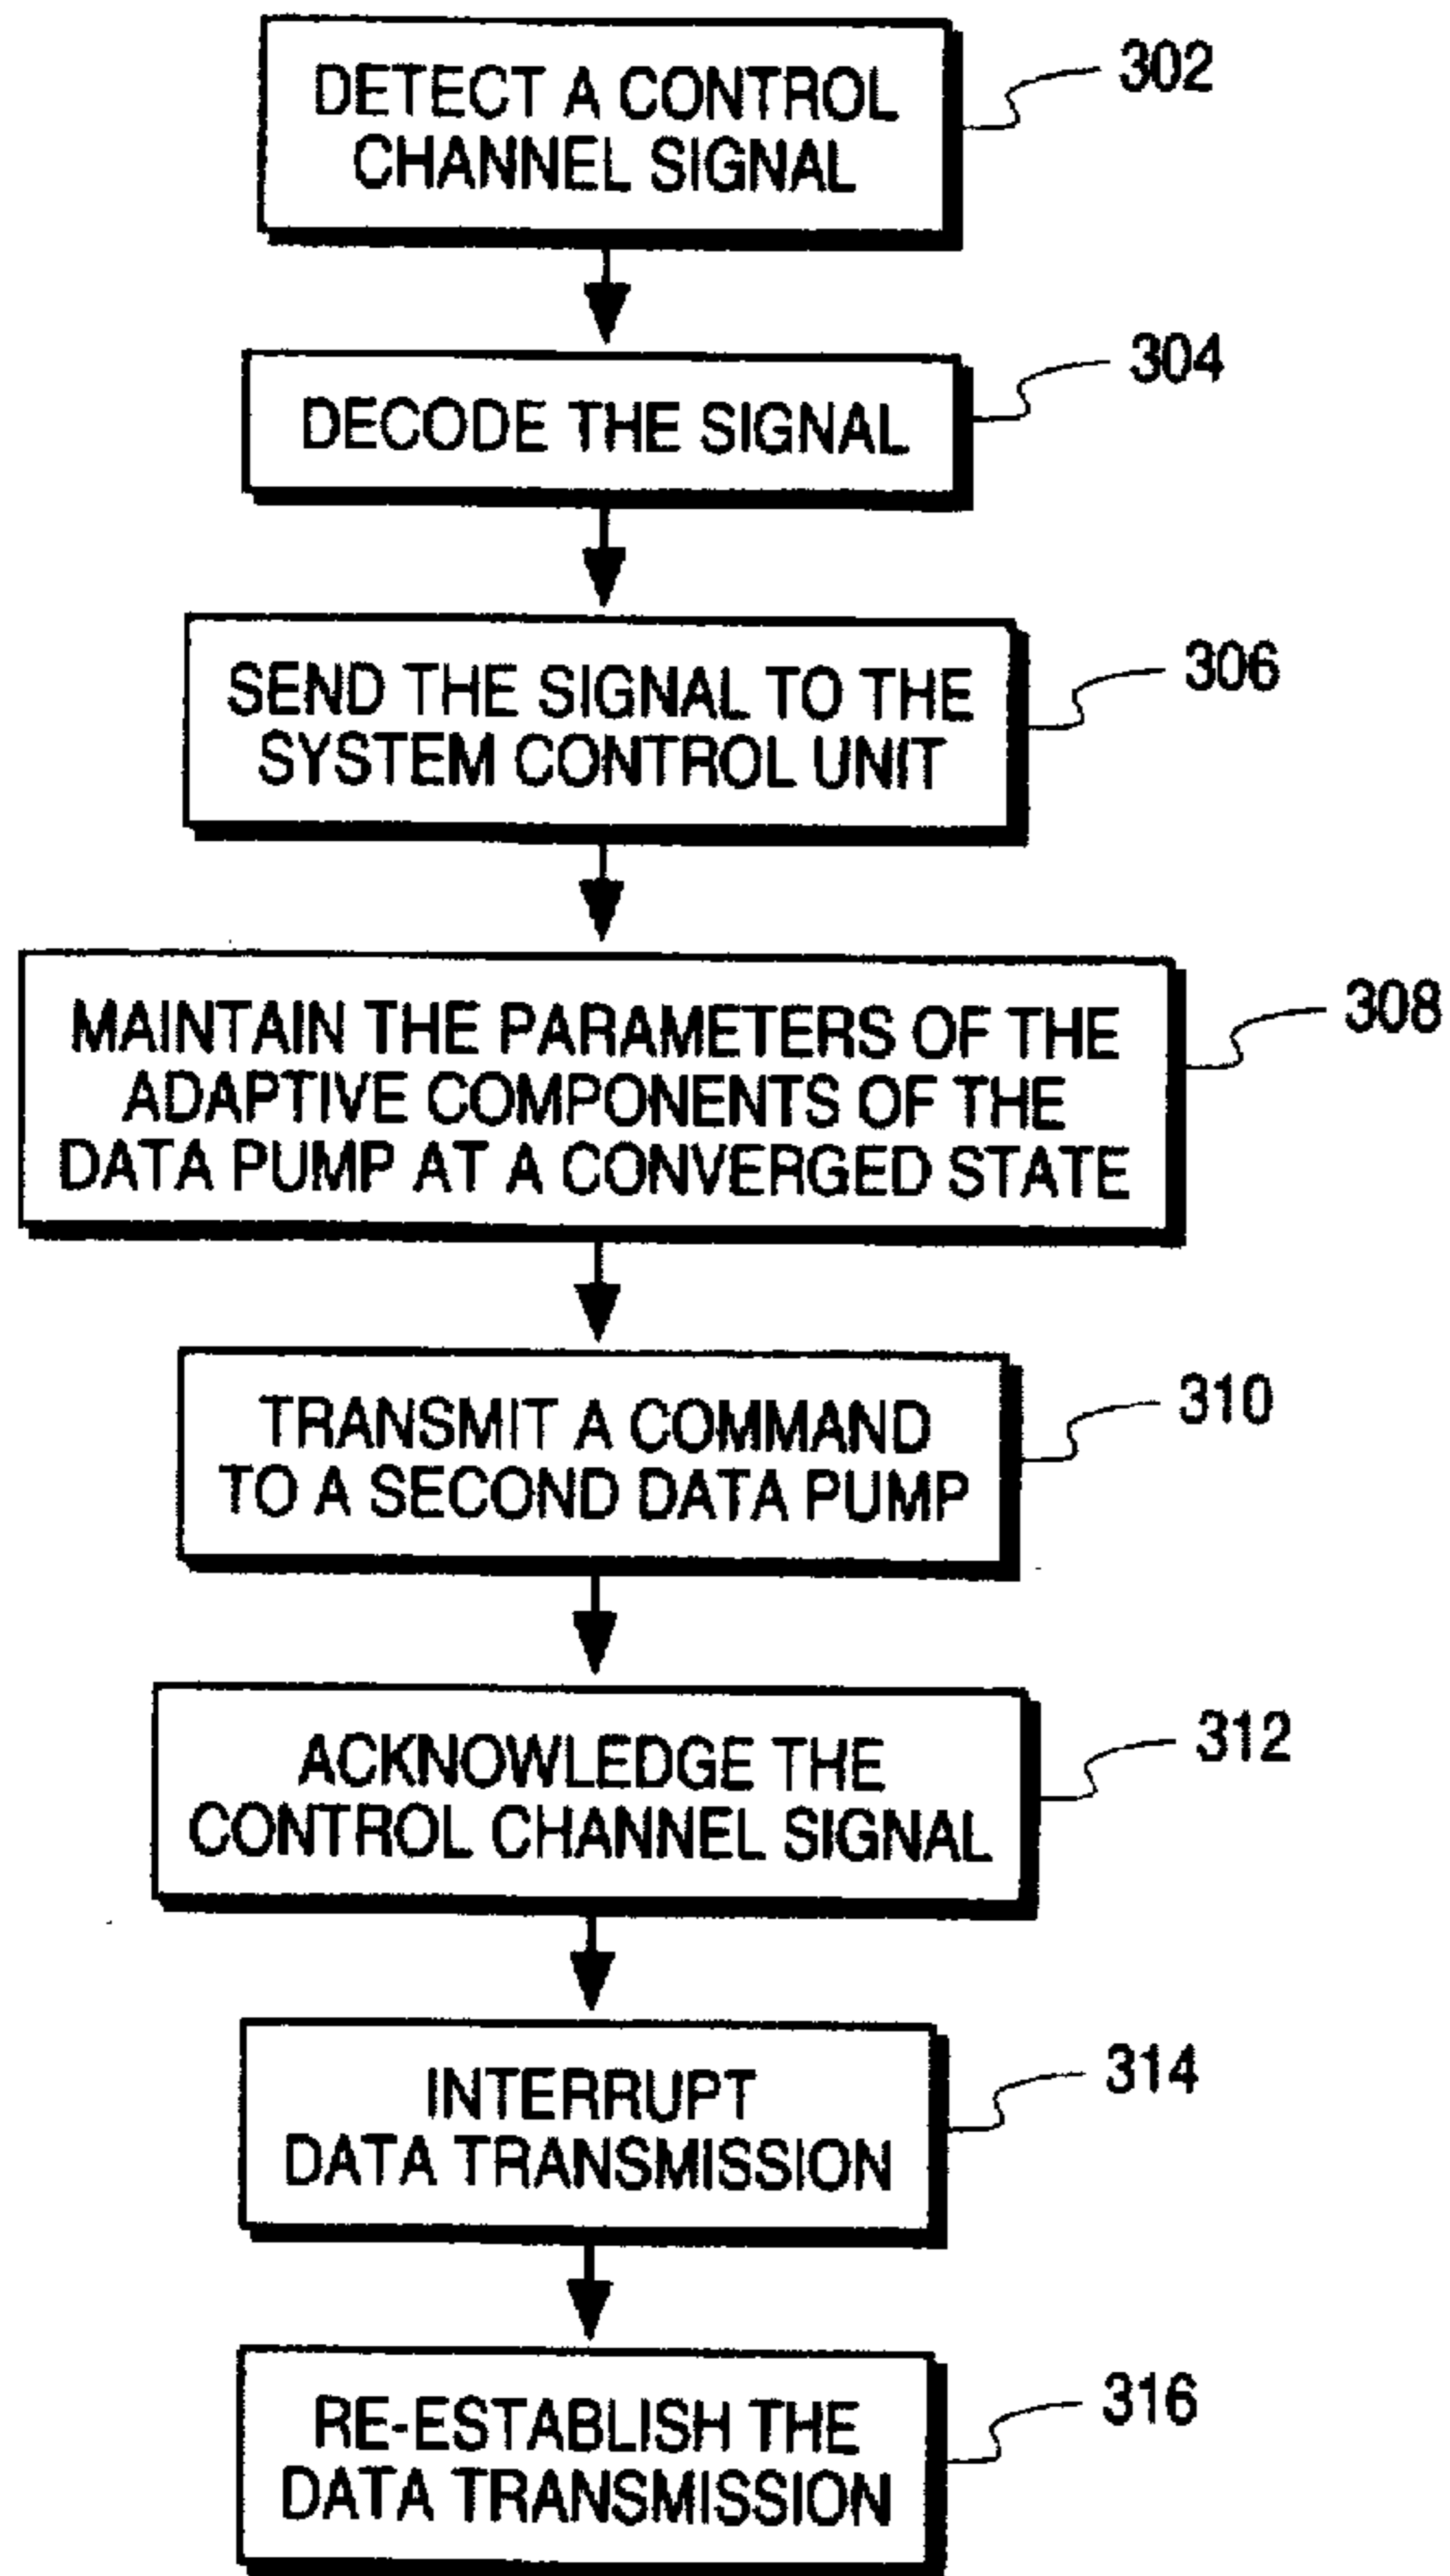 DETECT A CONTROL
CHANNEL SIGNAL
302
DECODE THE SIGNAL
304
SEND THE SIGNAL TO THE
SYSTEM CONTROL UNIT
306
MAINTAIN THE PARAMETERS OF THE
ADAPTIVE COMPONENTS OF THE
DATA PUMP AT A CONVERGED STATE
308
TRANSMIT A COMMAND
TO A SECOND DATA PUMP
310
ACKNOWLEDGE THE
CONTROL CHANNEL SIGNAL
312
INTERRUPT
DATA TRANSMISSION
314
RE-ESTABLISH THE
DATA TRANSMISSION
316